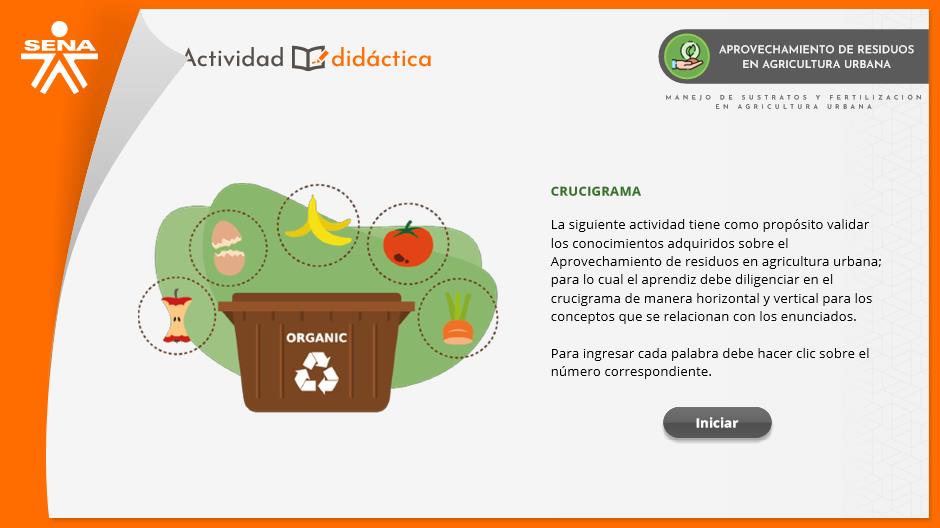 SENA
Actividad didáctica
APROVECHAMIENTO DE RESIDUOS
EN AGRICULTURA URBANA
MANEJO DE SUSTRATOS Y FERTILIZACIÓN
EN AGRICULTURA URBANA
ORGANIC
CRUCIGRAMA
La siguiente actividad tiene como propósito validar
los conocimientos adquiridos sobre el
Aprovechamiento de residuos en agricultura urbana;
para lo cual el aprendiz debe diligenciar en el
crucigrama de manera horizontal y vertical para los
conceptos que se relacionan con los enunciados.
Para ingresar cada palabra debe hacer clic sobre el
número correspondiente.
Iniciar